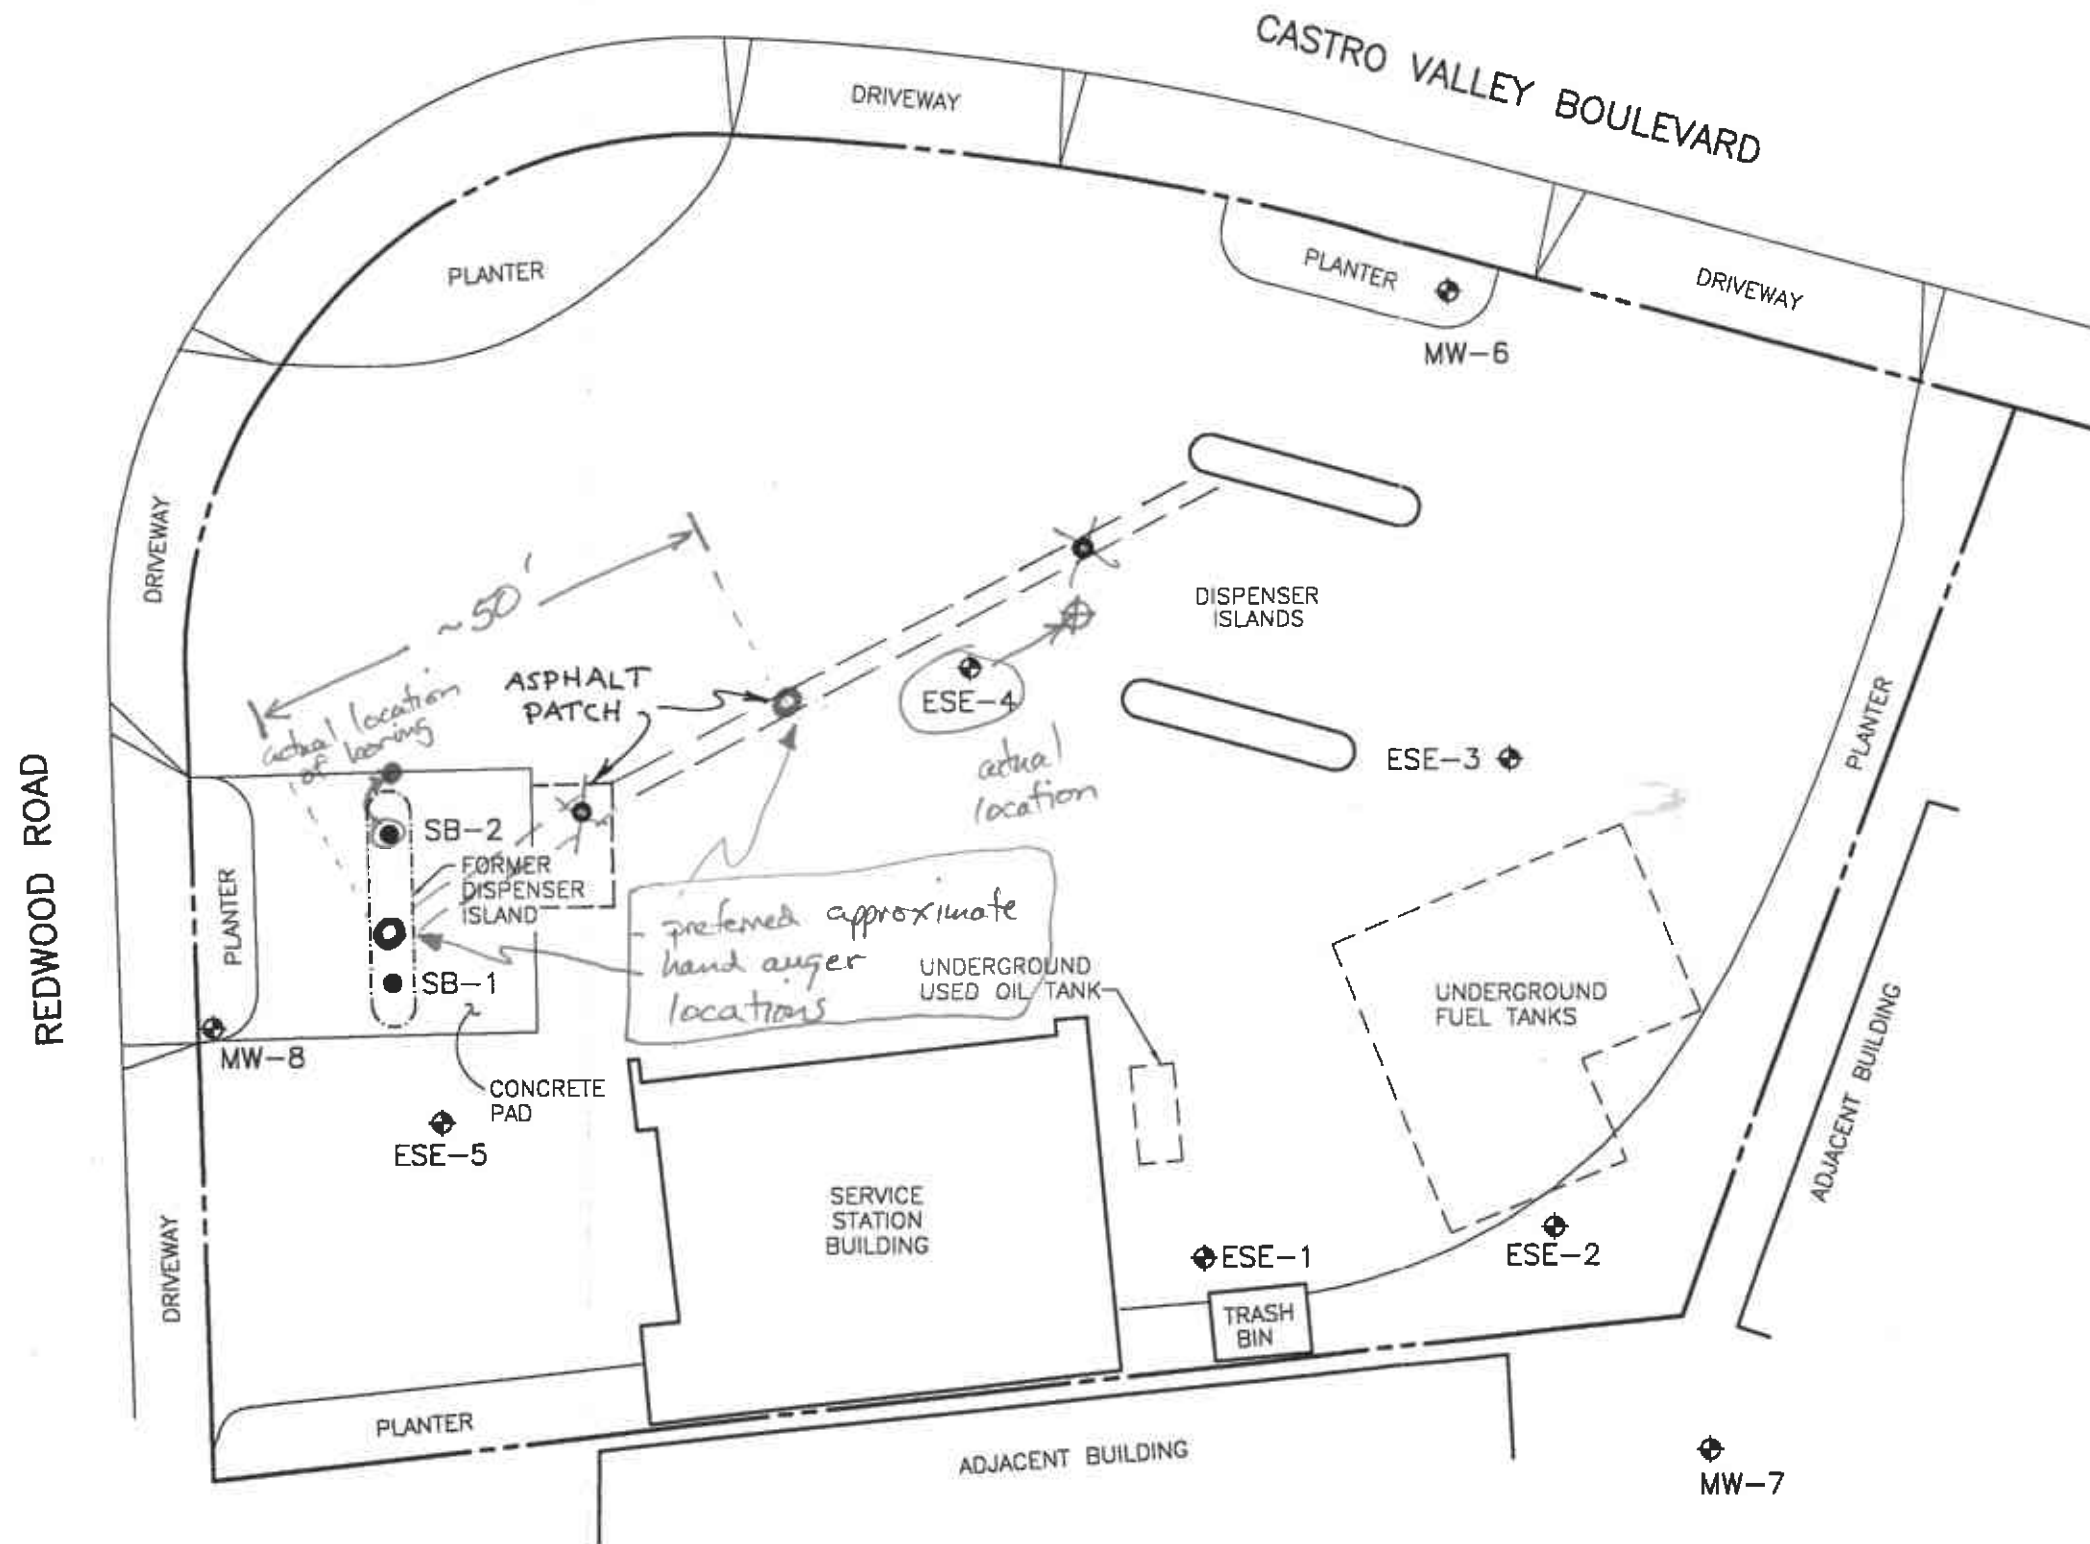 CASTRO VALLEY BOULEVARD
DRIVEWAY
PLANTER
PLANTER
DRIVEWAY
MW-6
DRIVEWAY
~50'
DISPENSER
ISLANDS
actual location
of boring
ASPHALT
PATCH
ESE-4
actual
location
ESE-3
PLANTER
REDWOOD ROAD
SB-2
FORMER
DISPENSER
ISLAND
PLANTER
SB-1
preferred approximate
hand auger
locations
UNDERGROUND
USED OIL TANK
UNDERGROUND
FUEL TANKS
ADJACENT BUILDING
MW-8
CONCRETE
PAD
ESE-5
SERVICE
STATION
BUILDING
DRIVEWAY
ESE-1
ESE-2
TRASH
BIN
PLANTER
ADJACENT BUILDING
MW-7